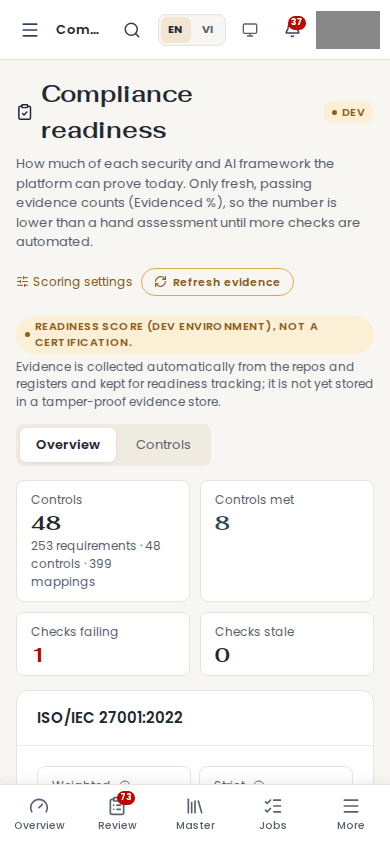 Com...
EN
VI
37
Compliance
readiness
DEV
How much of each security and AI framework the
platform can prove today. Only fresh, passing
evidence counts (Evidenced %), so the number is
lower than a hand assessment until more checks are
automated.
Scoring settings
Refresh evidence
READINESS SCORE (DEV ENVIRONMENT), NOT A
CERTIFICATION.
Evidence is collected automatically from the repos and
registers and kept for readiness tracking; it is not yet stored
in a tamper-proof evidence store.
Overview
Controls
Controls
48
253 requirements · 48
controls · 399
mappings
Controls met
8
Checks failing
1
Checks stale
0
ISO/IEC 27001:2022
Weighted
Strict
73
Overview
Review
Master
Jobs
More